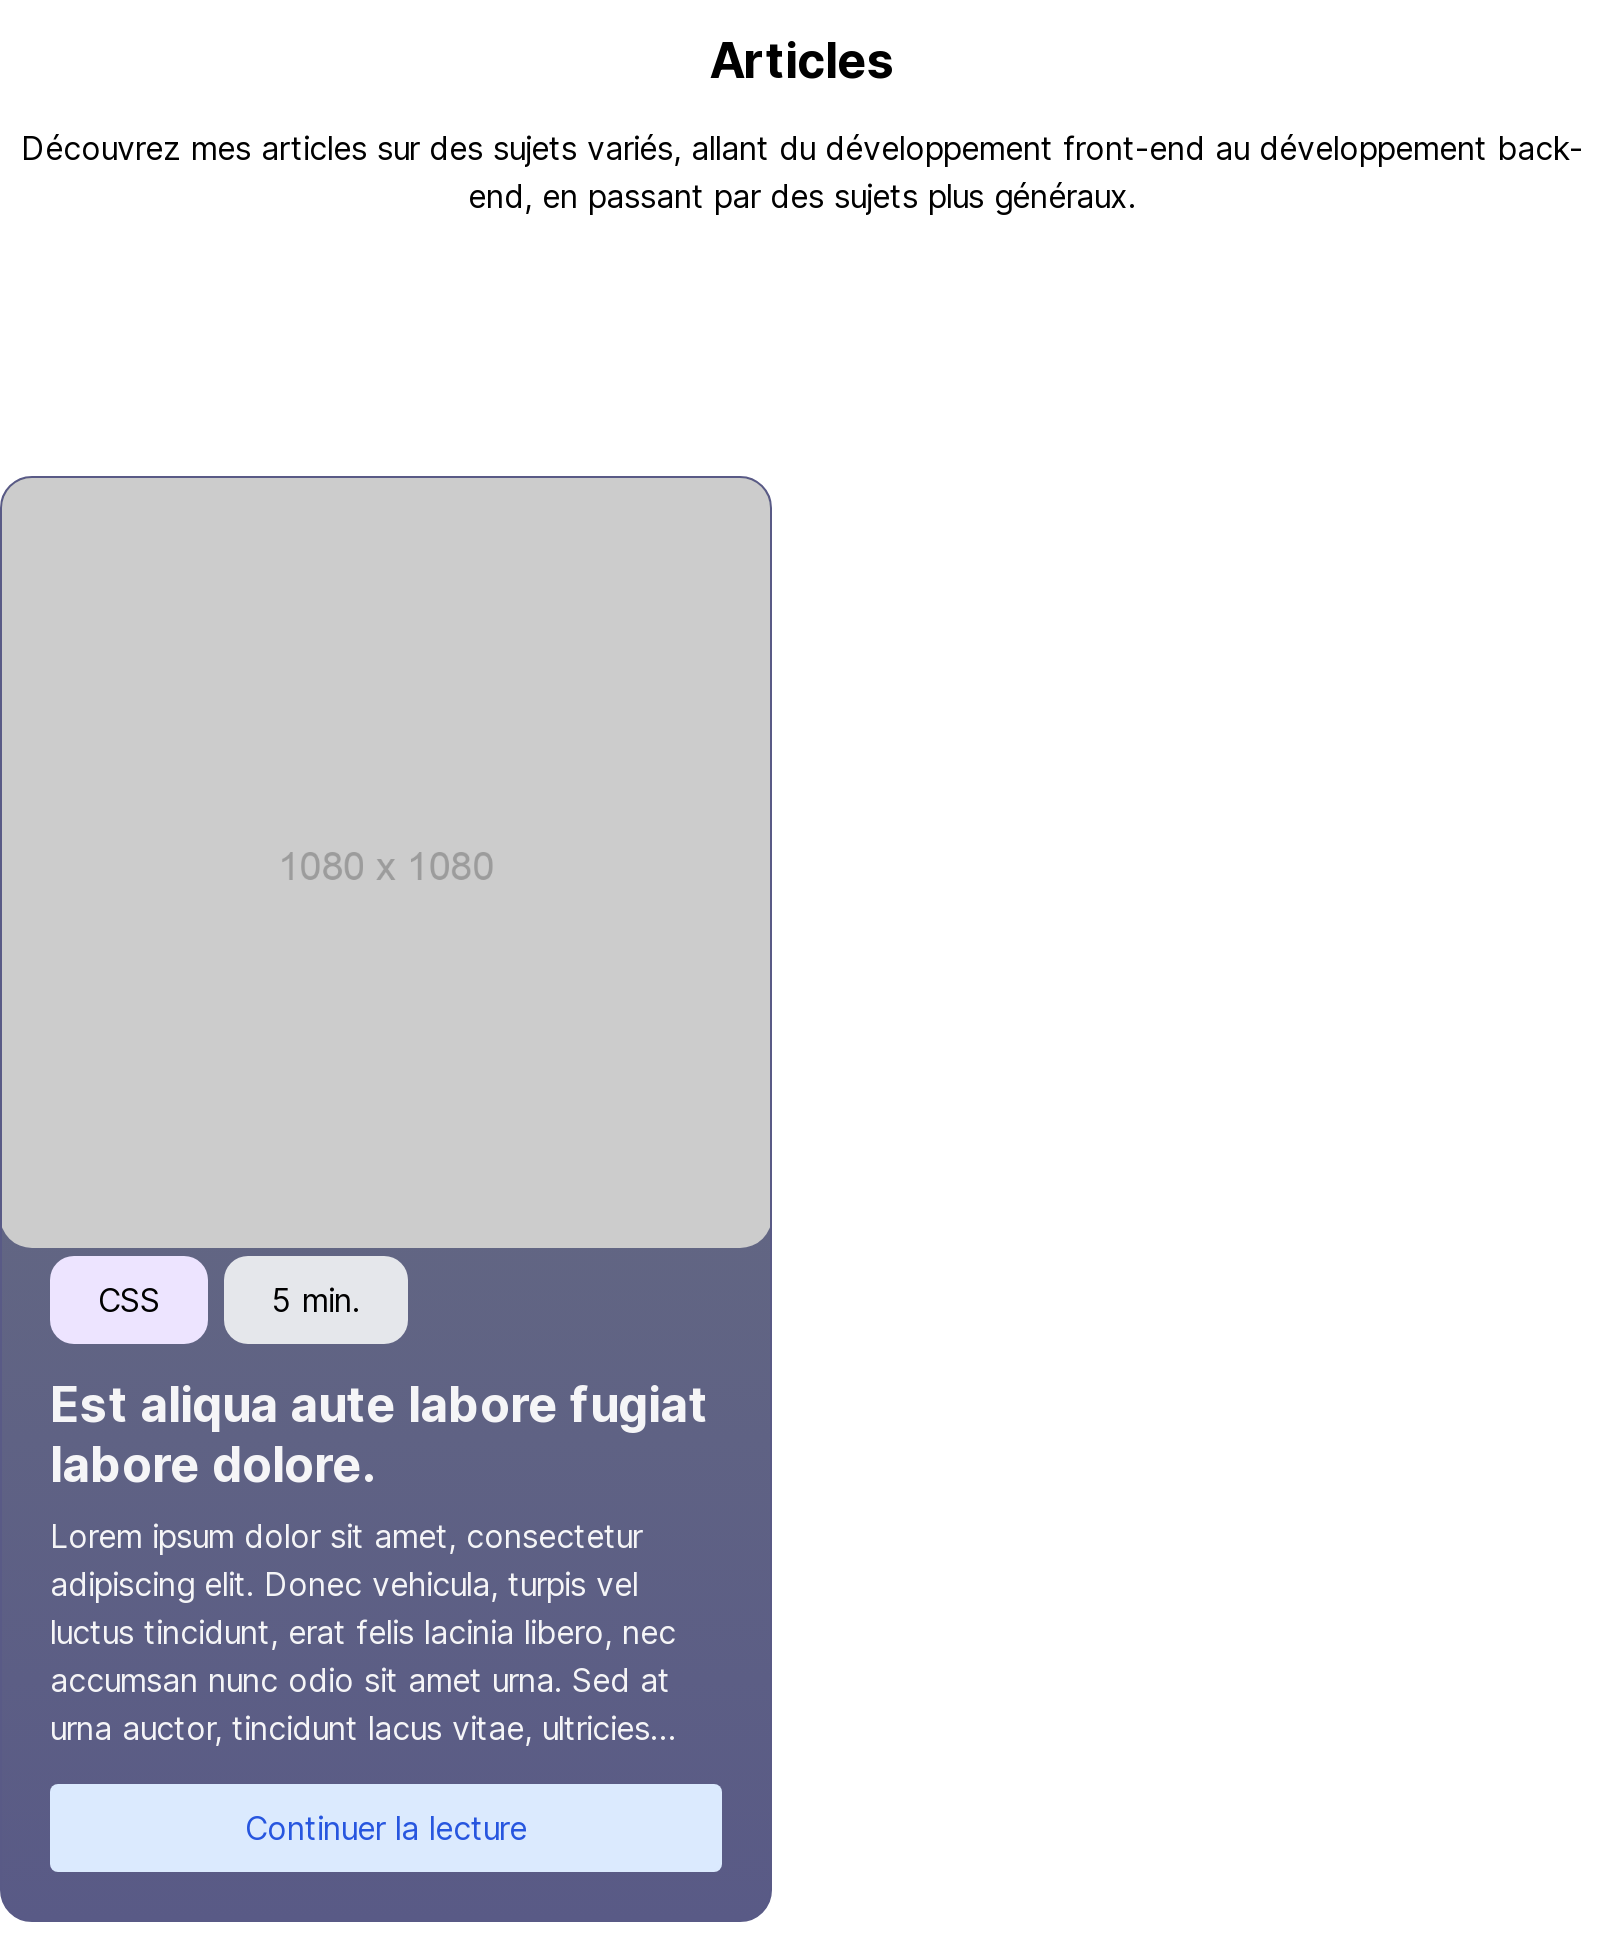 Articles
Découvrez mes articles sur des sujets variés, allant du développement front-end au développement back-
end, en passant par des sujets plus généraux.
1080 x 1080
CSS
5 min.
Est aliqua aute labore fugiat
labore dolore.
Lorem ipsum dolor sit amet, consectetur
adipiscing elit. Donec vehicula, turpis vel
luctus tincidunt, erat felis lacinia libero, nec
accumsan nunc odio sit amet urna. Sed at
urna auctor, tincidunt lacus vitae, ultricies...
Continuer la lecture